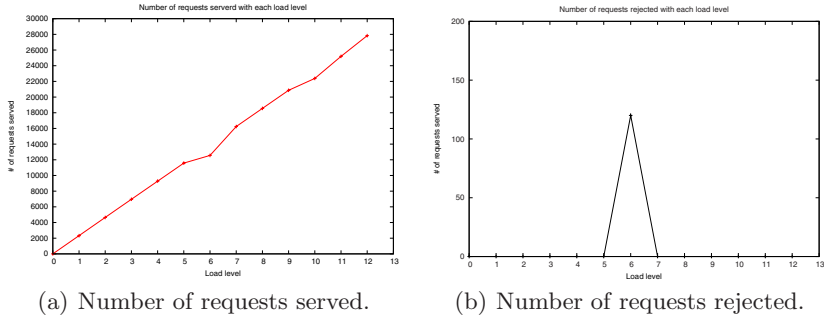 Number of requests serverd with each load level
30000
28000
26000
24000
22000
20000
18000
16000
14000
12000
10000
8000
6000
4000
2000
0
# of requests served
0 1 2 3 4 5 6 7 8 9 10 11 12 13
Load level
(a) Number of requests served.
Number of requests rejected with each load level
200
150
100
50
0
# of requests served
0 1 2 3 4 5 6 7 8 9 10 11 12 13
Load level
(b) Number of requests rejected.